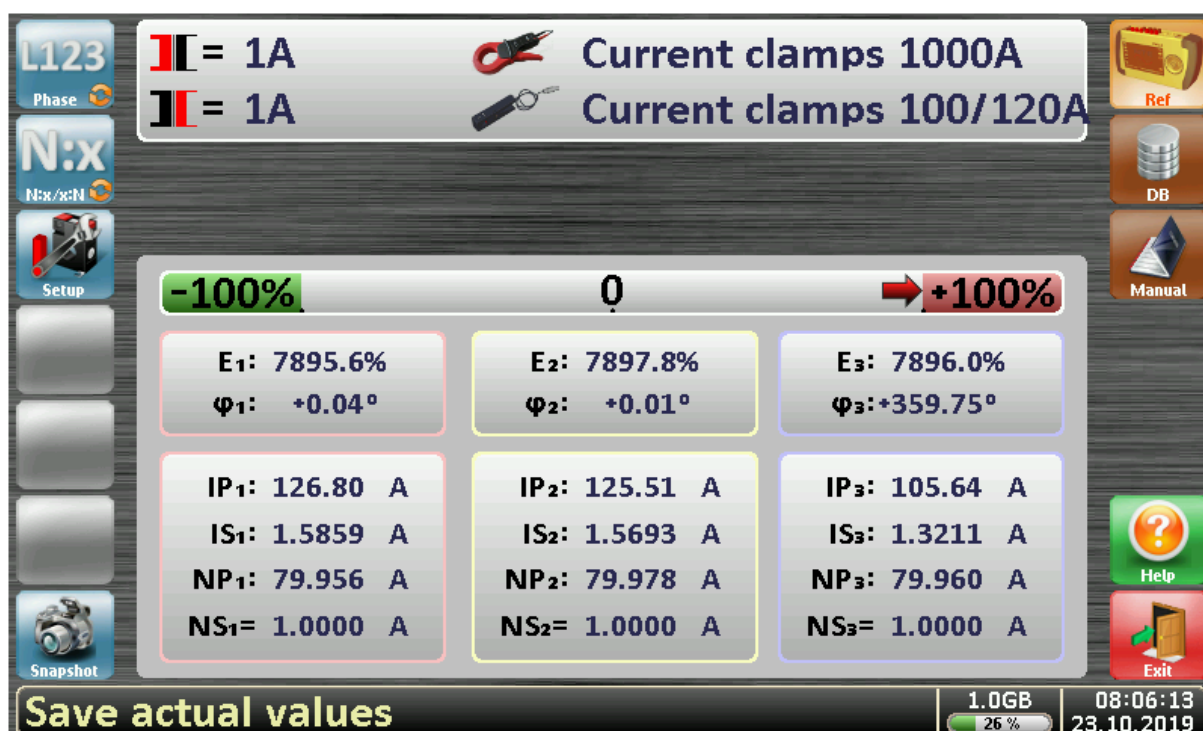 L123
Phase
N:x
N:x/x:N
Setup
Snapshot
= 1A
Current clamps 1000A
= 1A
Current clamps 100/120A
Ref
DB
Manual
Help
Exit
-100%
0
+100%
E₁: 7895.6%
φ₁: +0.04º
E₂: 7897.8%
φ₂: +0.01º
E₃: 7896.0%
φ₃:+359.75º
IP₁: 126.80 A
IS₁: 1.5859 A
NP₁: 79.956 A
NS₁= 1.0000 A
IP₂: 125.51 A
IS₂: 1.5693 A
NP₂: 79.978 A
NS₂= 1.0000 A
IP₃: 105.64 A
IS₃: 1.3211 A
NP₃: 79.960 A
NS₃= 1.0000 A
Save actual values
1.0GB
26 %
08:06:13
23.10.2019